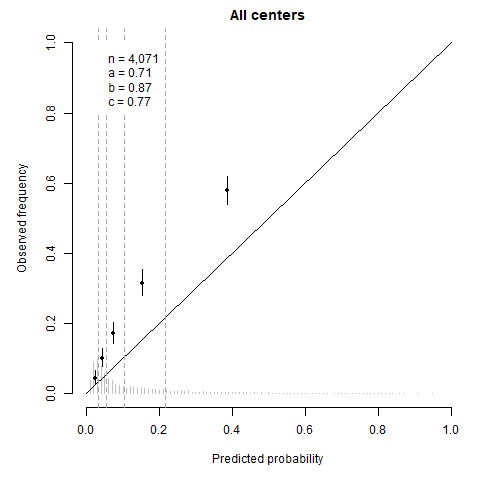 All centers
n = 4,071
a = 0.71
b = 0.87
c = 0.77
Observed frequency
1.0
0.8
0.6
0.4
0.2
0.0
0.0 0.2 0.4 0.6 0.8 1.0
Predicted probability